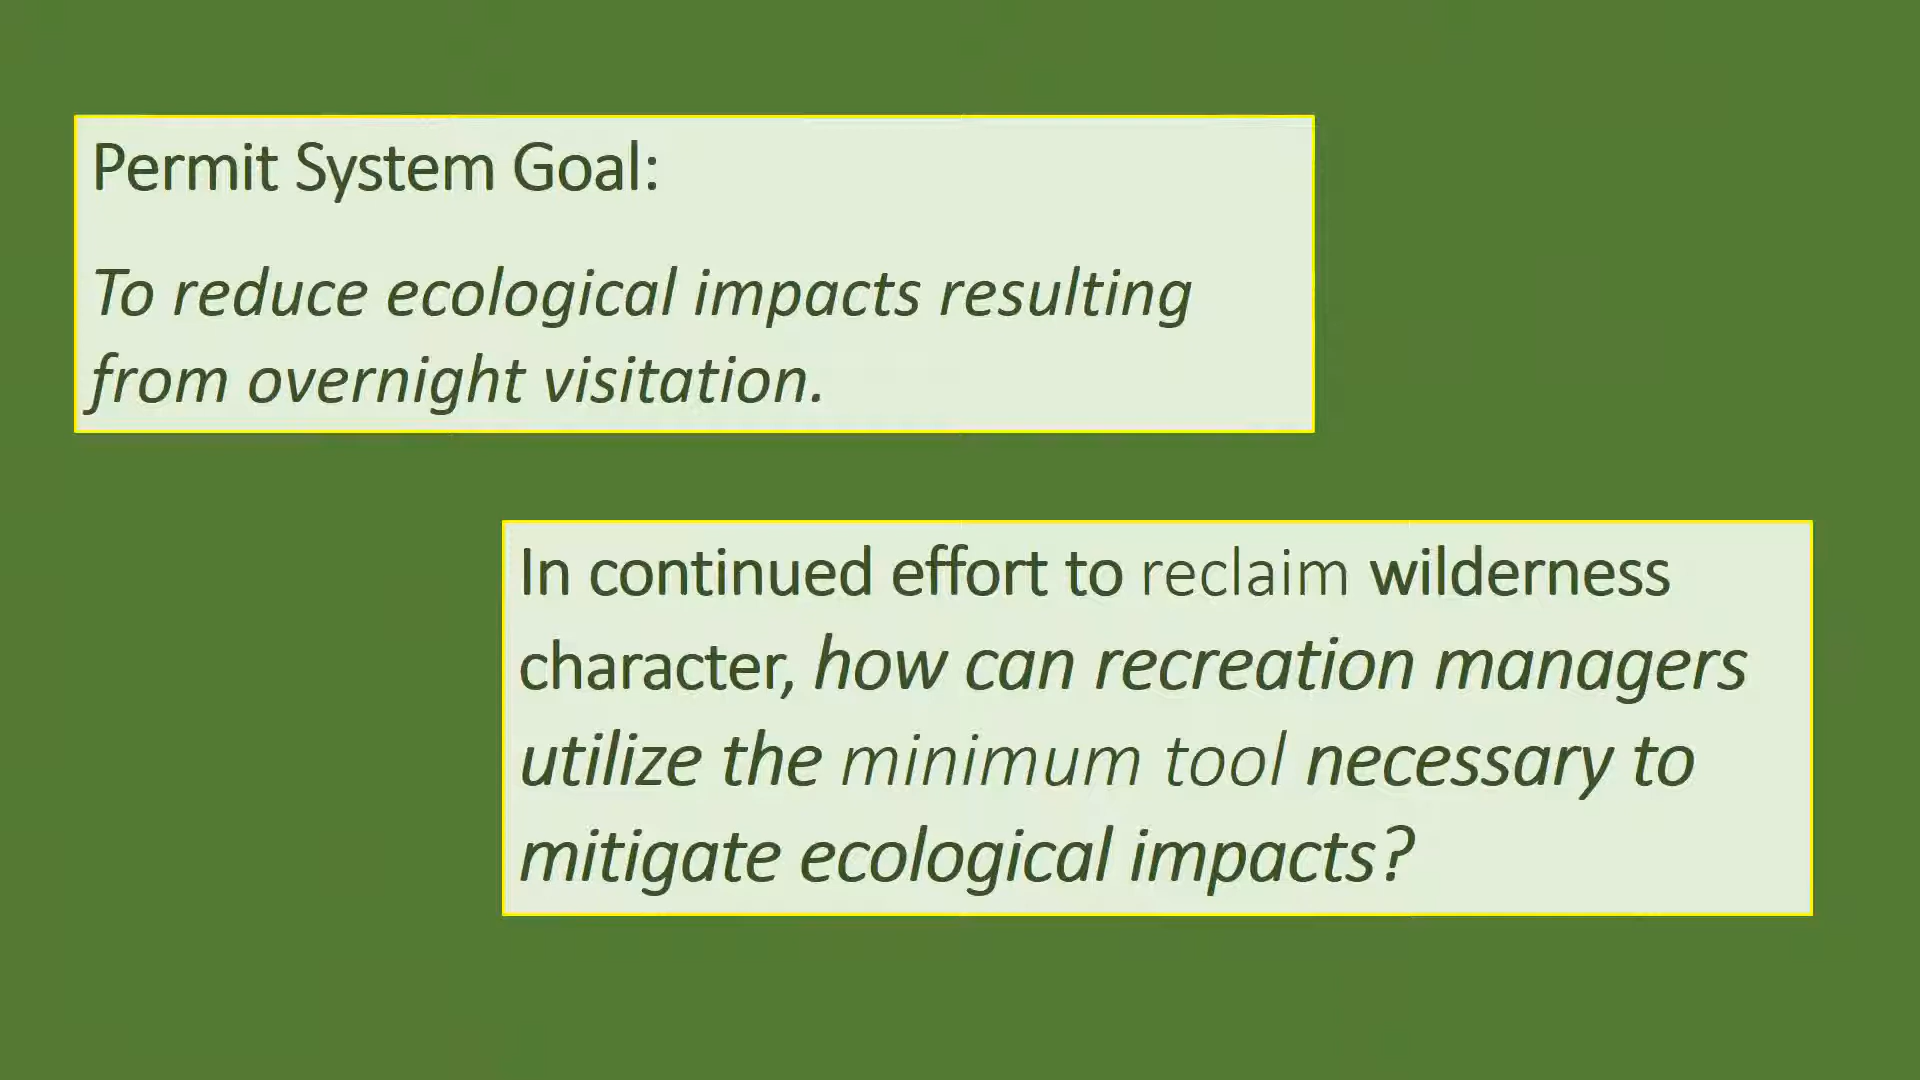 Permit System Goal:
To reduce ecological impacts resulting
from overnight visitation.
In continued effort to reclaim wilderness
character, how can recreation managers
utilize the minimum tool necessary to
mitigate ecological impacts?